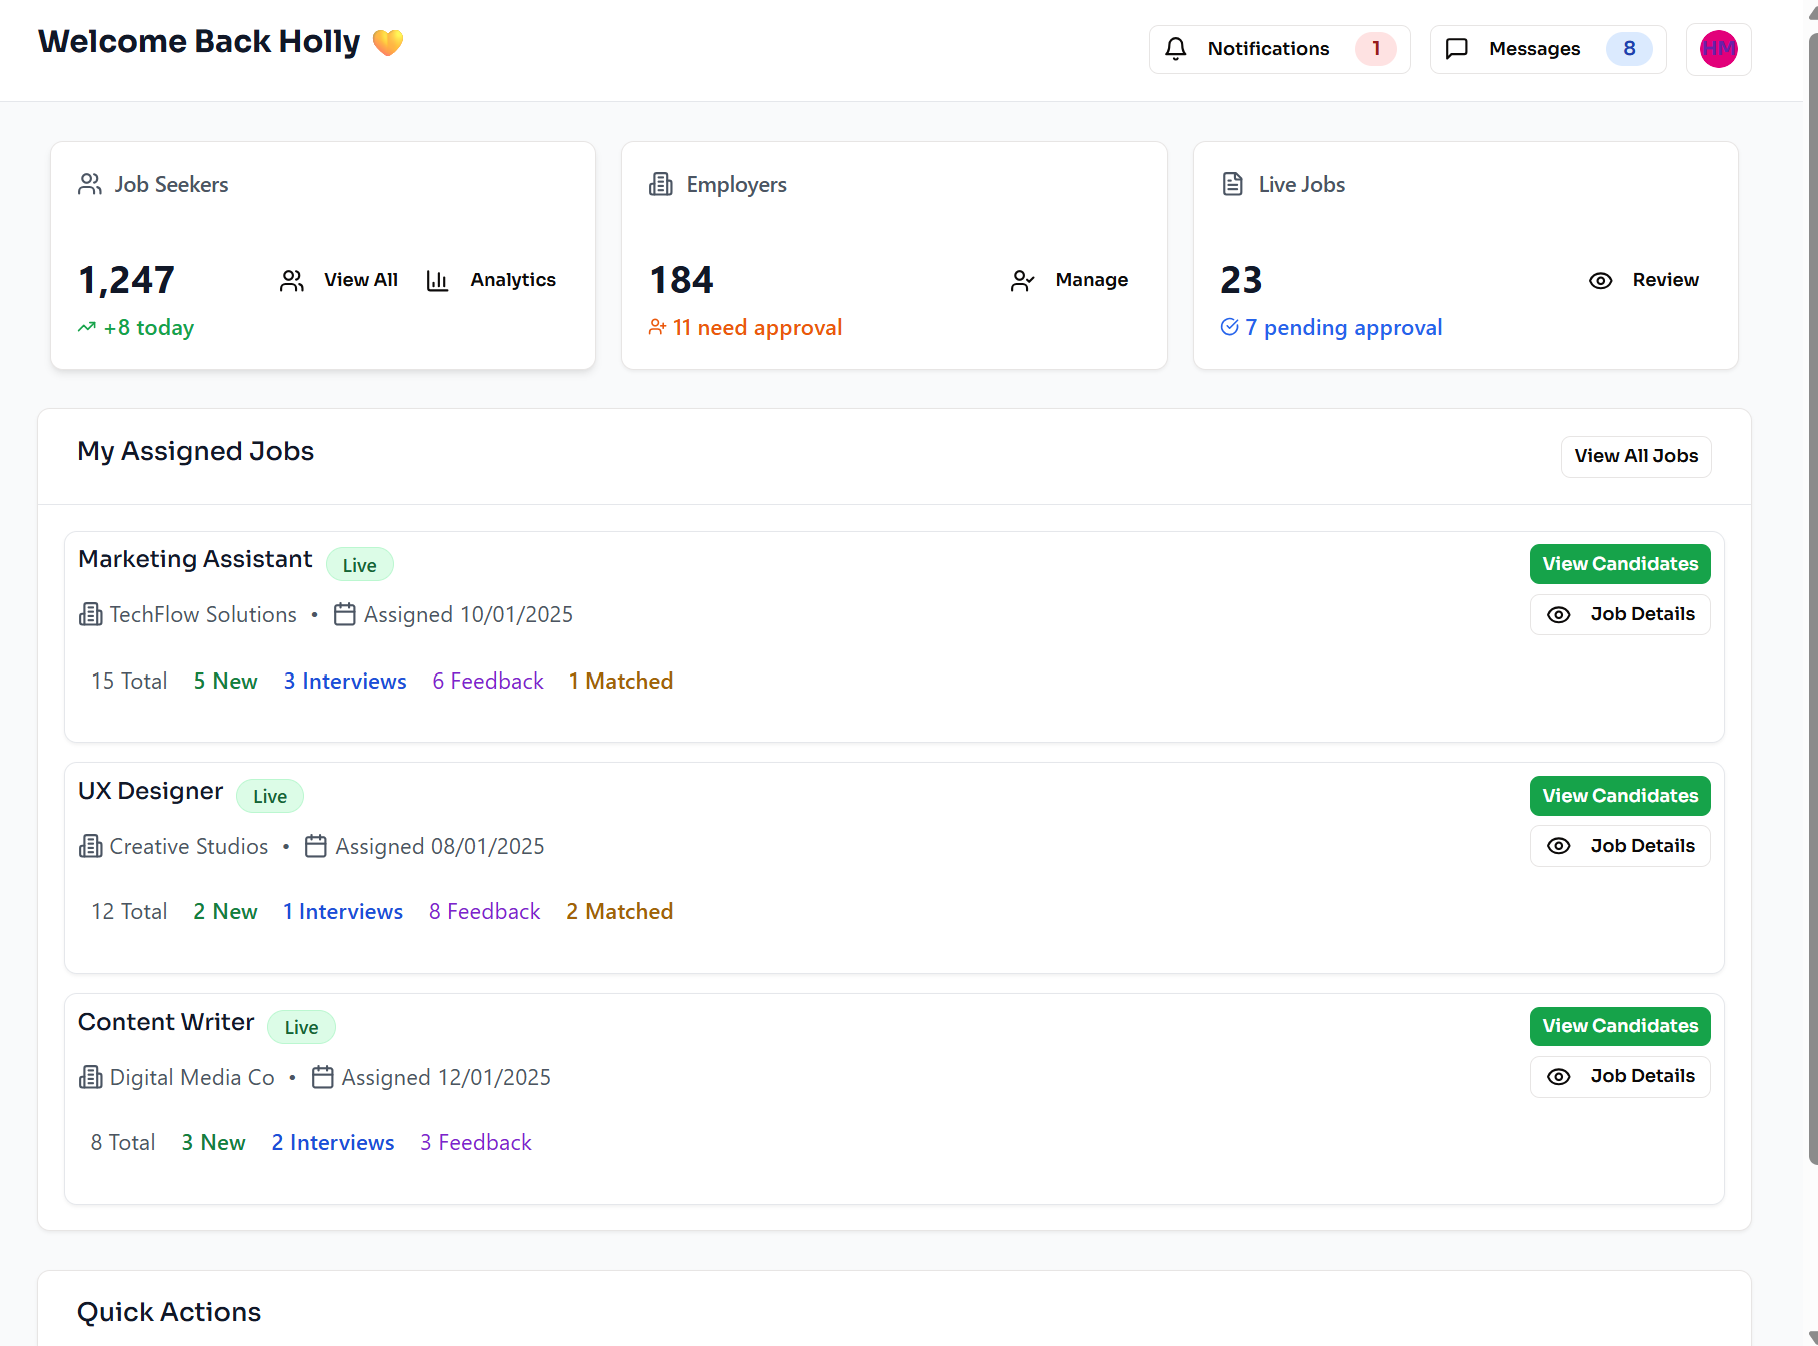 Welcome Back Holly 💛
Notifications 1
Messages 8
HM
Job Seekers
1,247
View All
Analytics
+8 today
Employers
184
Manage
11 need approval
Live Jobs
23
Review
7 pending approval
My Assigned Jobs
View All Jobs
Marketing Assistant Live
View Candidates
TechFlow Solutions • Assigned 10/01/2025
Job Details
15 Total 5 New 3 Interviews 6 Feedback 1 Matched
UX Designer Live
View Candidates
Creative Studios • Assigned 08/01/2025
Job Details
12 Total 2 New 1 Interviews 8 Feedback 2 Matched
Content Writer Live
View Candidates
Digital Media Co • Assigned 12/01/2025
Job Details
8 Total 3 New 2 Interviews 3 Feedback
Quick Actions